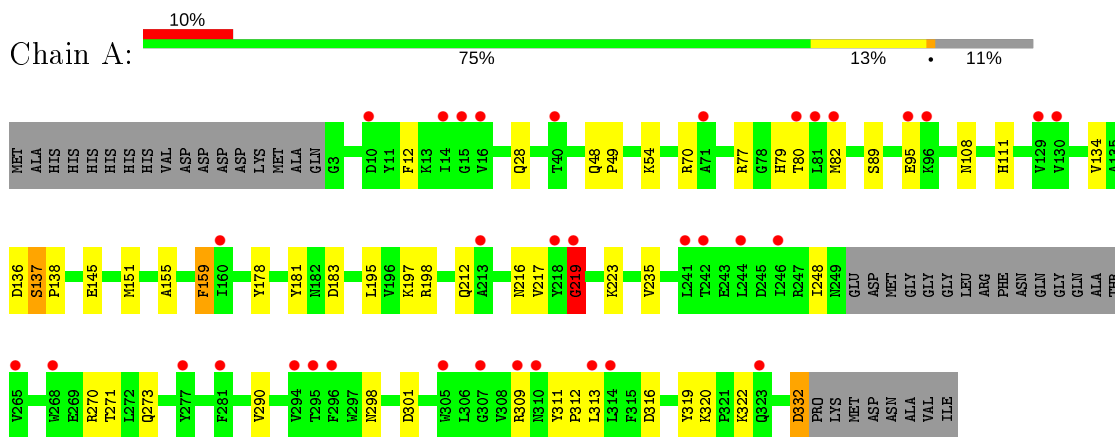 10%
Chain A:
75% 13% • 11%
MET ALA HIS HIS HIS HIS HIS HIS VAL ASP ASP ASP ASP LYS MET ALA GLN G3 D10 Y11 F12 K13 I14 G15 V16 Q28 T40 Q48 P49 K54 R70 A71 R77 G78 H79 T80 L81 M82 S89 E95 K96 N108 H111 V129 V130 V134 A135
D136 S137 P138 E145 M151 A155 F159 I160 Y178 Y181 N182 D183 L195 V196 K197 R198 Q212 A213 N216 V217 Y218 G219 K223 V235 L241 T242 E243 L244 D245 I246 R247 I248 N249 GLU ASP MET GLY GLY GLY LEU ARG PHE ASN GLN GLY GLN ALA THR
V265 W268 E269 R270 T271 L272 Q273 Y277 F281 V290 V294 T295 F296 W297 N298 D301 W305 L306 G307 V308 R309 N310 Y311 P312 L313 L314 F315 D316 Y319 K320 P321 K322 Q323 D332 PRO LYS MET ASP ASN ALA VAL ILE